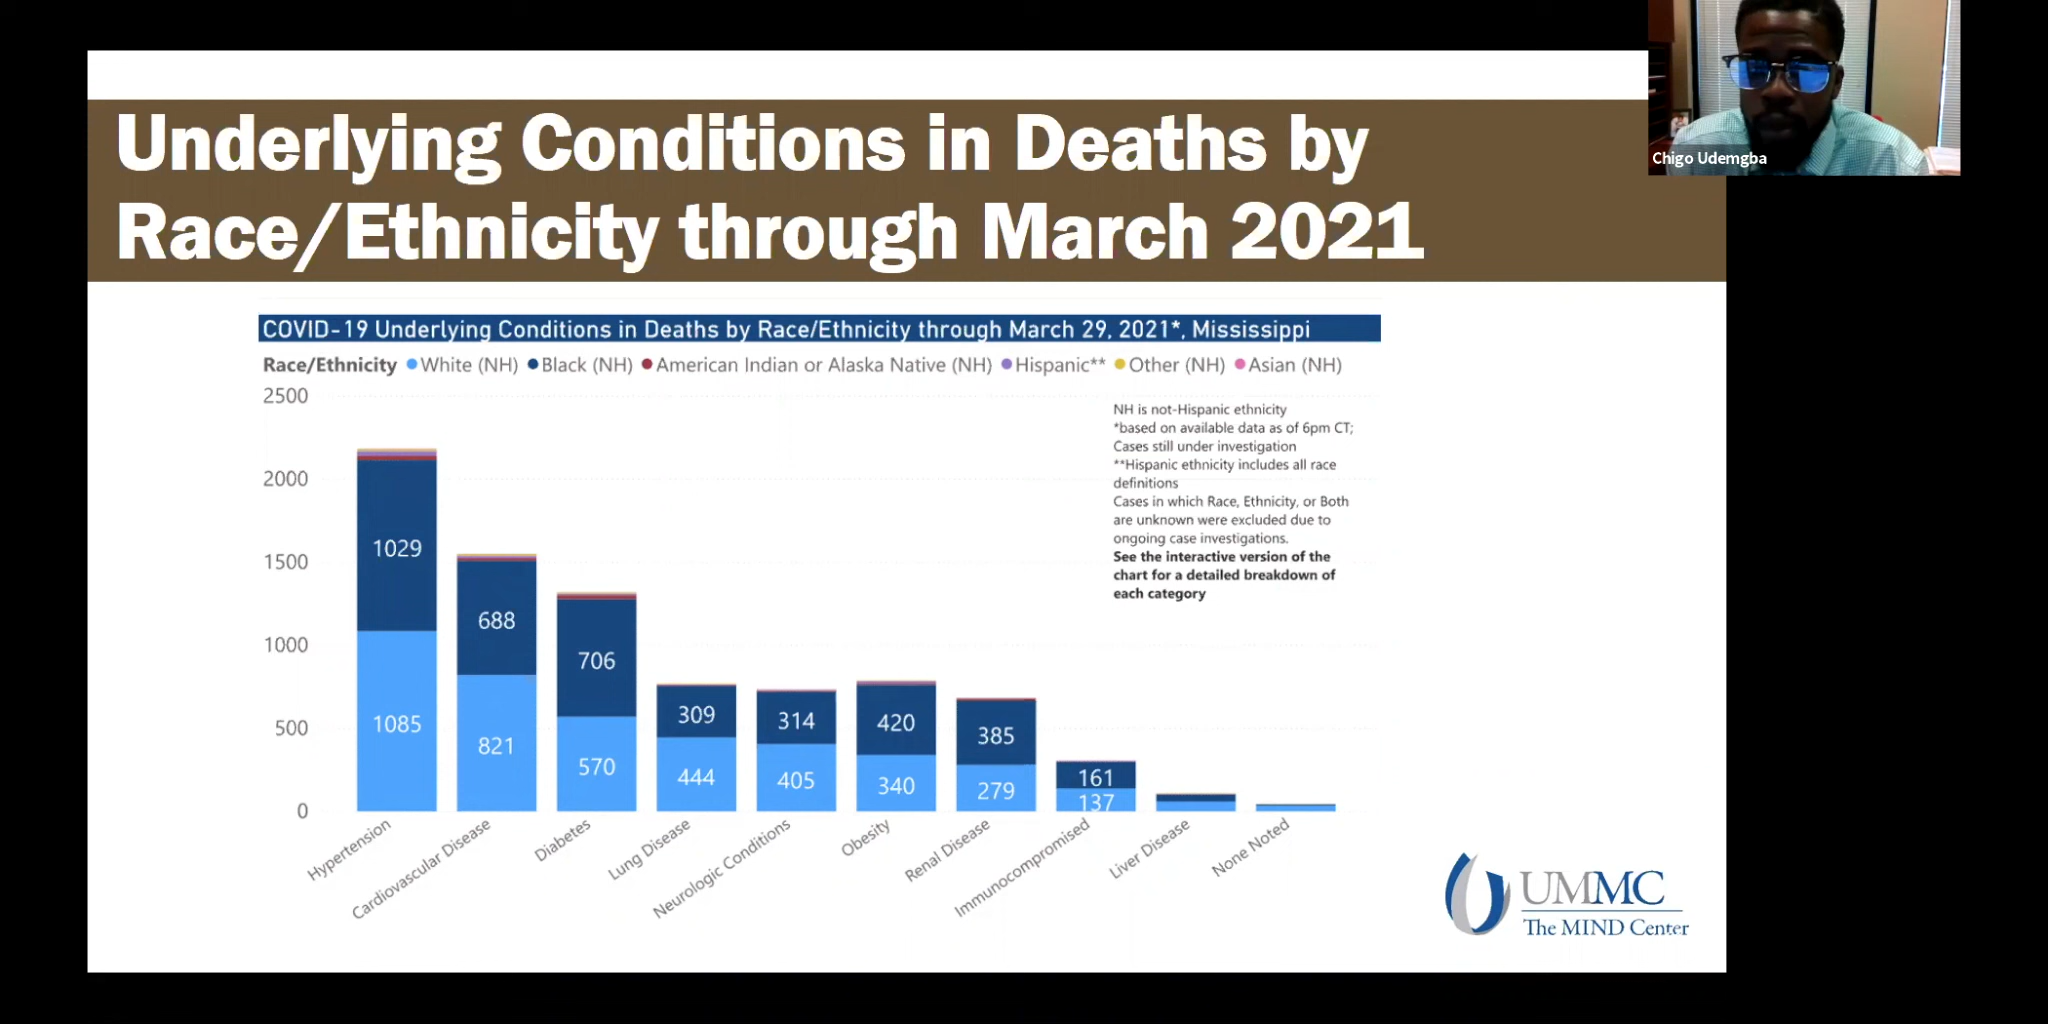 Underlying Conditions in Deaths by
Race/Ethnicity through March 2021
Chigo Udemgba
COVID-19 Underlying Conditions in Deaths by Race/Ethnicity through March 29, 2021*, Mississippi
Race/Ethnicity White (NH) Black (NH) American Indian or Alaska Native (NH) Hispanic** Other (NH) Asian (NH)
2500
2000
1500
1000
500
0
NH is not-Hispanic ethnicity
*based on available data as of 6pm CT;
Cases still under investigation
**Hispanic ethnicity includes all race
definitions
Cases in which Race, Ethnicity, or Both
are unknown were excluded due to
ongoing case investigations.
See the interactive version of the
chart for a detailed breakdown of
each category
1029
1085
688
821
706
570
309
444
314
405
420
340
385
279
161
137
Hypertension
Cardiovascular Disease
Diabetes
Lung Disease
Neurologic Conditions
Obesity
Renal Disease
Immunocompromised
Liver Disease
None Noted
UMMC
The MIND Center